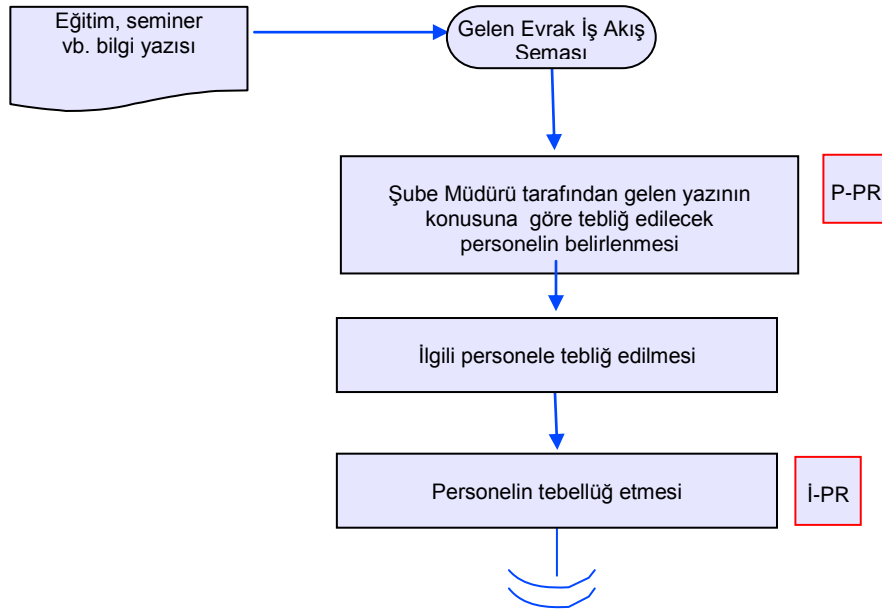 Eğitim, seminer
vb. bilgi yazısı
Gelen Evrak İş Akış
Seması
Şube Müdürü tarafından gelen yazının
konusuna göre tebliğ edilecek
personelin belirlenmesi
P-PR
İlgili personele tebliğ edilmesi
Personelin tebellüğ etmesi
İ-PR